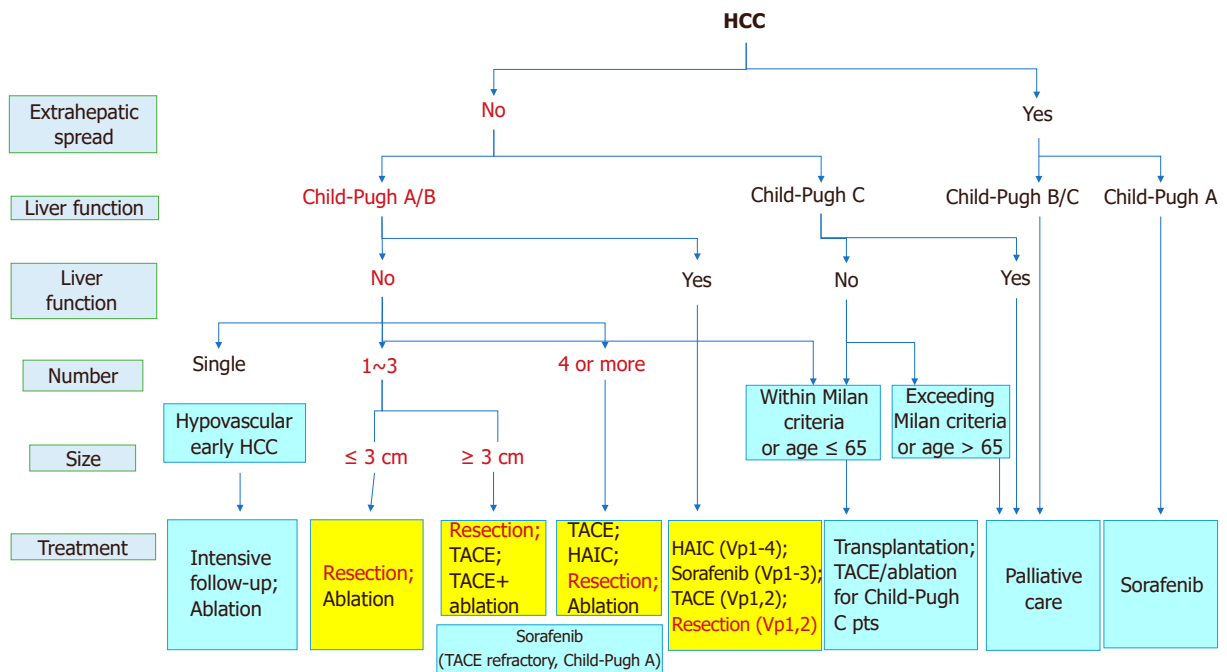 HCC
Extrahepatic
spread
No
Yes
Liver function
Child-Pugh A/B
Child-Pugh C
Child-Pugh B/C
Child-Pugh A
Liver
function
No
Yes
No
Yes
Number
Single
1~3
4 or more
Within Milan
criteria
or age ≤ 65
Exceeding
Milan criteria
or age > 65
Hypovascular
early HCC
Size
≤ 3 cm
≥ 3 cm
Treatment
Intensive
follow-up;
Ablation
Resection;
Ablation
Resection;
TACE;
TACE+
ablation
TACE;
HAIC;
Resection;
Ablation
HAIC (Vp1-4);
Sorafenib (Vp1-3);
TACE (Vp1,2);
Resection (Vp1,2)
Transplantation;
TACE/ablation
for Child-Pugh
C pts
Palliative
care
Sorafenib
Sorafenib
(TACE refractory, Child-Pugh A)